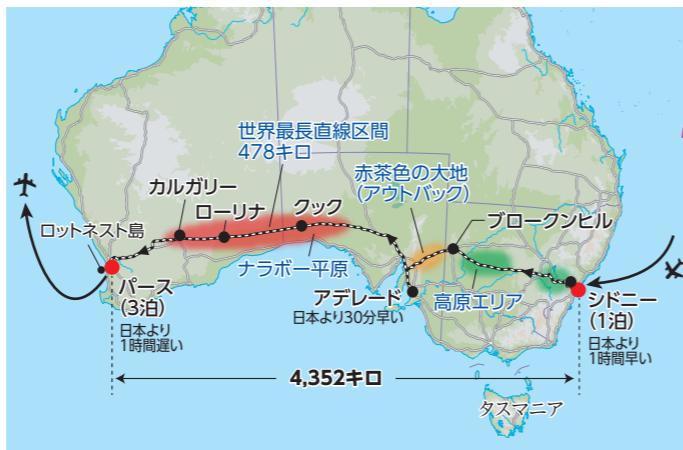 世界最長直線区間
478キロ
赤茶色の大地
(アウトバック)
カルガリー
ローリナ
クック
ブロークンヒル
ロットネスト島
ナラボー平原
パース
(3泊)
日本より
1時間遅い
アデレード
日本より30分早い
高原エリア
シドニー
(1泊)
日本より
1時間早い
4,352キロ
タスマニア